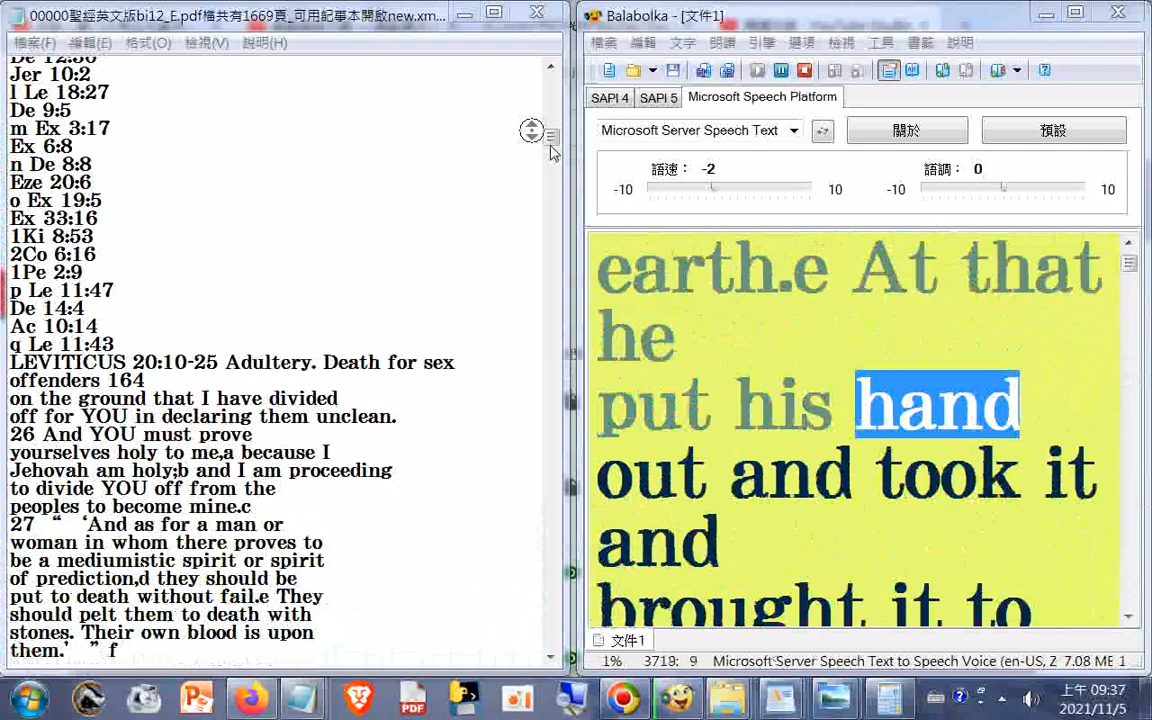 00000聖經英文版bi12_E.pdf檔共有1669頁_可用記事本開啟new.xm...
檔案(F) 編輯(E) 格式(O) 檢視(V) 說明(H)
De 12:30
Jer 10:2
l Le 18:27
De 9:5
m Ex 3:17
Ex 6:8
n De 8:8
Eze 20:6
o Ex 19:5
Ex 33:16
1Ki 8:53
2Co 6:16
1Pe 2:9
p Le 11:47
De 14:4
Ac 10:14
q Le 11:43
LEVITICUS 20:10-25 Adultery. Death for sex
offenders 164
on the ground that I have divided
off for YOU in declaring them unclean.
26 And YOU must prove
yourselves holy to me,a because I
Jehovah am holy;b and I am proceeding
to divide YOU off from the
peoples to become mine.c
27 “ ‘And as for a man or
woman in whom there proves to
be a mediumistic spirit or spirit
of prediction,d they should be
put to death without fail.e They
should pelt them to death with
stones. Their own blood is upon
them.’ ” f
Balabolka - [文件1]
檔案 編輯 文字 朗讀 引擎 選項 檢視 工具 書籤 說明
SAPI 4 SAPI 5 Microsoft Speech Platform
Microsoft Server Speech Text 關於 預設
語速： -2 語調： 0
-10 10 -10 10
earth.e At that
he
put his hand
out and took it
and
brought it to
文件1
1% 3719: 9 Microsoft Server Speech Text to Speech Voice (en-US, Z 7.08 ME 1
PDF
上午 09:37
2021/11/5